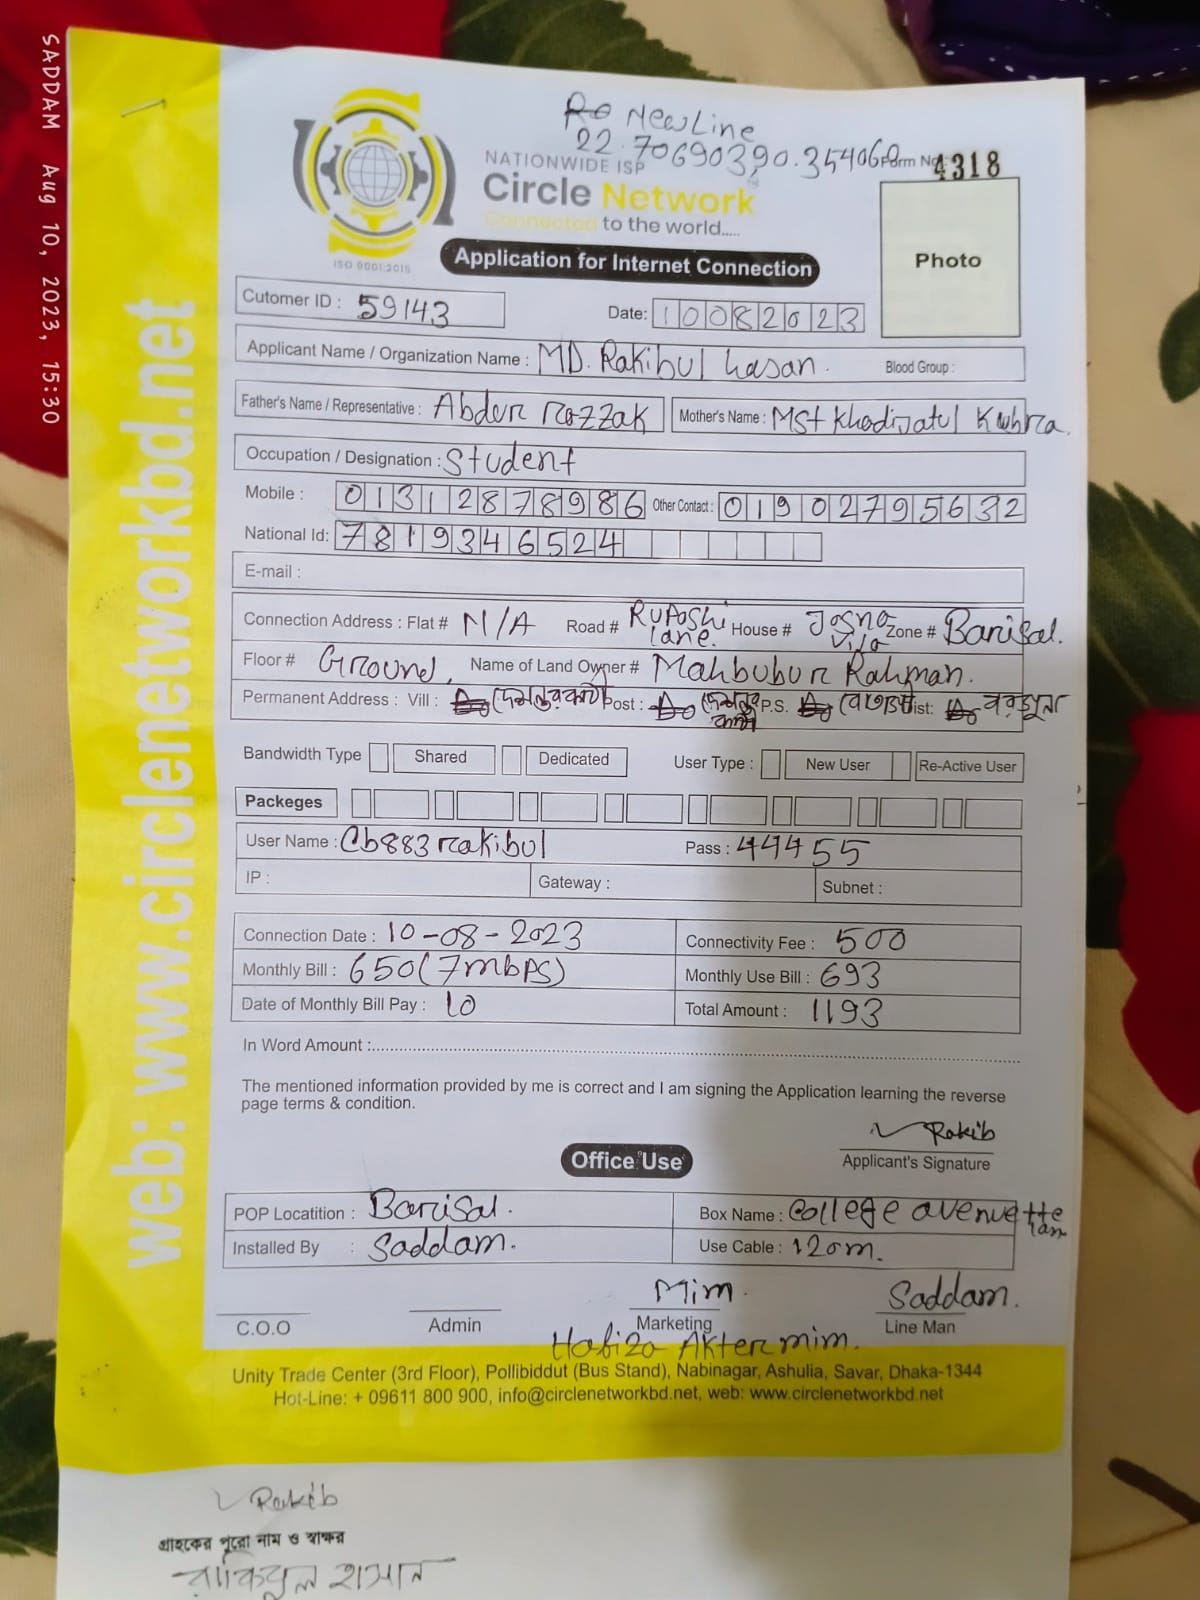 SADDAM Aug 10, 2023, 15:30
web: www.circlenetworkbd.net
New Line
22.70690390.354060
Form No. 4318
NATIONWIDE ISP
Circle Network
Connected to the world.....
ISO 9001:2015
Application for Internet Connection
Photo
Cutomer ID : 59143
Date: 10082023
Applicant Name / Organization Name : MD. Rakibul hasan. Blood Group :
Father's Name / Representative : Abdur razzak Mother's Name : MSt Khadijatul Kubra.
Occupation / Designation : Student
Mobile : 01312878986 Other Contact : 01902795632
National Id: 7819346524
E-mail :
Connection Address : Flat # N/A Road # Ruposhi lane. House # Josna Villa Zone # Barisal.
Floor # Ground, Name of Land Owner # Mahbubur Rahman.
Permanent Address : Vill : Post : P.S. Dist: বরগুনা
Bandwidth Type Shared Dedicated User Type : New User Re-Active User
Packeges
User Name : Cb883rakibul Pass : 44455
IP : Gateway : Subnet :
Connection Date : 10-08-2023 Connectivity Fee : 500
Monthly Bill : 650(7mbps) Monthly Use Bill : 693
Date of Monthly Bill Pay : 10 Total Amount : 1193
In Word Amount :
The mentioned information provided by me is correct and I am signing the Application learning the reverse
page terms & condition.
Rakib
Applicant's Signature
Office Use
POP Locatition : Barisal. Box Name : College avenue
Installed By : Saddam. Use Cable : 120m.
Mim. Saddam.
C.O.O Admin Marketing Line Man
Hafiza Akter mim.
Unity Trade Center (3rd Floor), Pollibiddut (Bus Stand), Nabinagar, Ashulia, Savar, Dhaka-1344
Hot-Line: + 09611 800 900, info@circlenetworkbd.net, web: www.circlenetworkbd.net
Rakib
গ্রাহকের পুরো নাম ও স্বাক্ষর
রাকিবুল হাসান